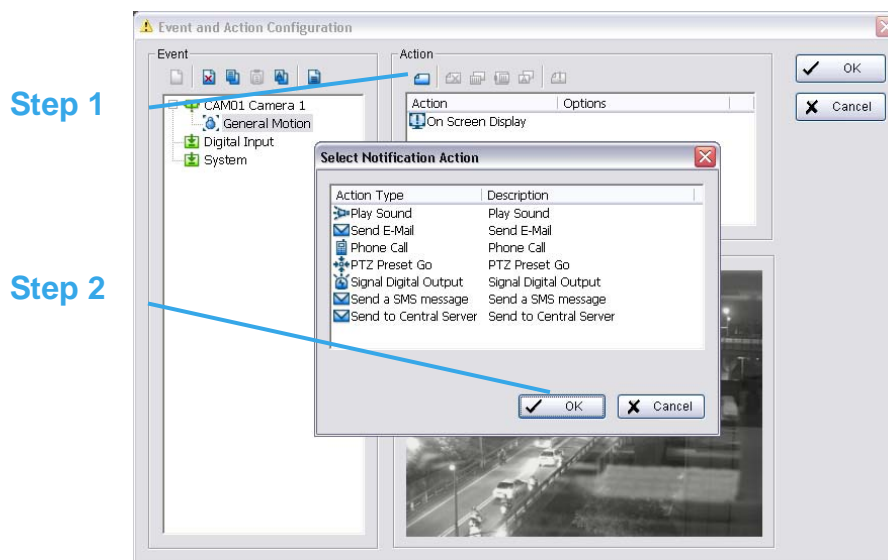 Event and Action Configuration
Event
Action
OK
Cancel
Step 1
CAM01 Camera 1
General Motion
Digital Input
System
Action Options
On Screen Display
Select Notification Action
Action Type Description
Play Sound Play Sound
Send E-Mail Send E-Mail
Phone Call Phone Call
PTZ Preset Go PTZ Preset Go
Signal Digital Output Signal Digital Output
Send a SMS message Send a SMS message
Send to Central Server Send to Central Server
Step 2
OK
Cancel